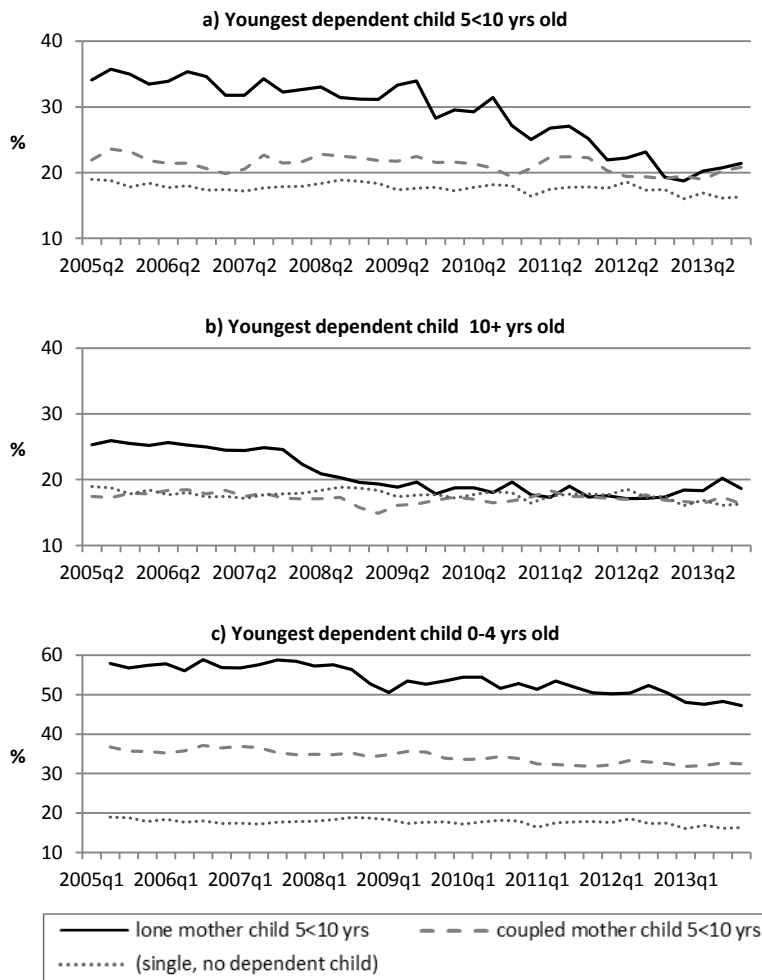 a) Youngest dependent child 5<10 yrs old
40
30
%
20
10
2005q2 2006q2 2007q2 2008q2 2009q2 2010q2 2011q2 2012q2 2013q2
b) Youngest dependent child 10+ yrs old
40
30
%
20
10
2005q2 2006q2 2007q2 2008q2 2009q2 2010q2 2011q2 2012q2 2013q2
c) Youngest dependent child 0-4 yrs old
60
50
40
%
30
20
10
2005q1 2006q1 2007q1 2008q1 2009q1 2010q1 2011q1 2012q1 2013q1
lone mother child 5<10 yrs coupled mother child 5<10 yrs
(single, no dependent child)